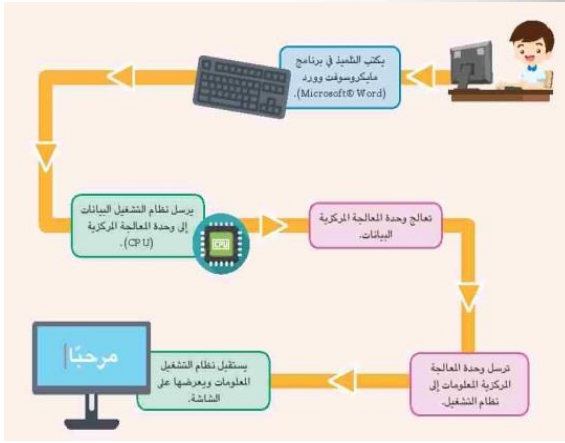 يكتب التلميذ في برنامج
مايكروسوفت وورد
(Microsoft® Word).
يرسل نظام التشغيل البيانات
إلى وحدة المعالجة المركزية
(CPU).
CPU
تعالج وحدة المعالجة المركزية
البيانات.
ترسل وحدة المعالجة
المركزية المعلومات إلى
نظام التشغيل.
يستقبل نظام التشغيل
المعلومات ويعرضها على
الشاشة.
مرحبًا